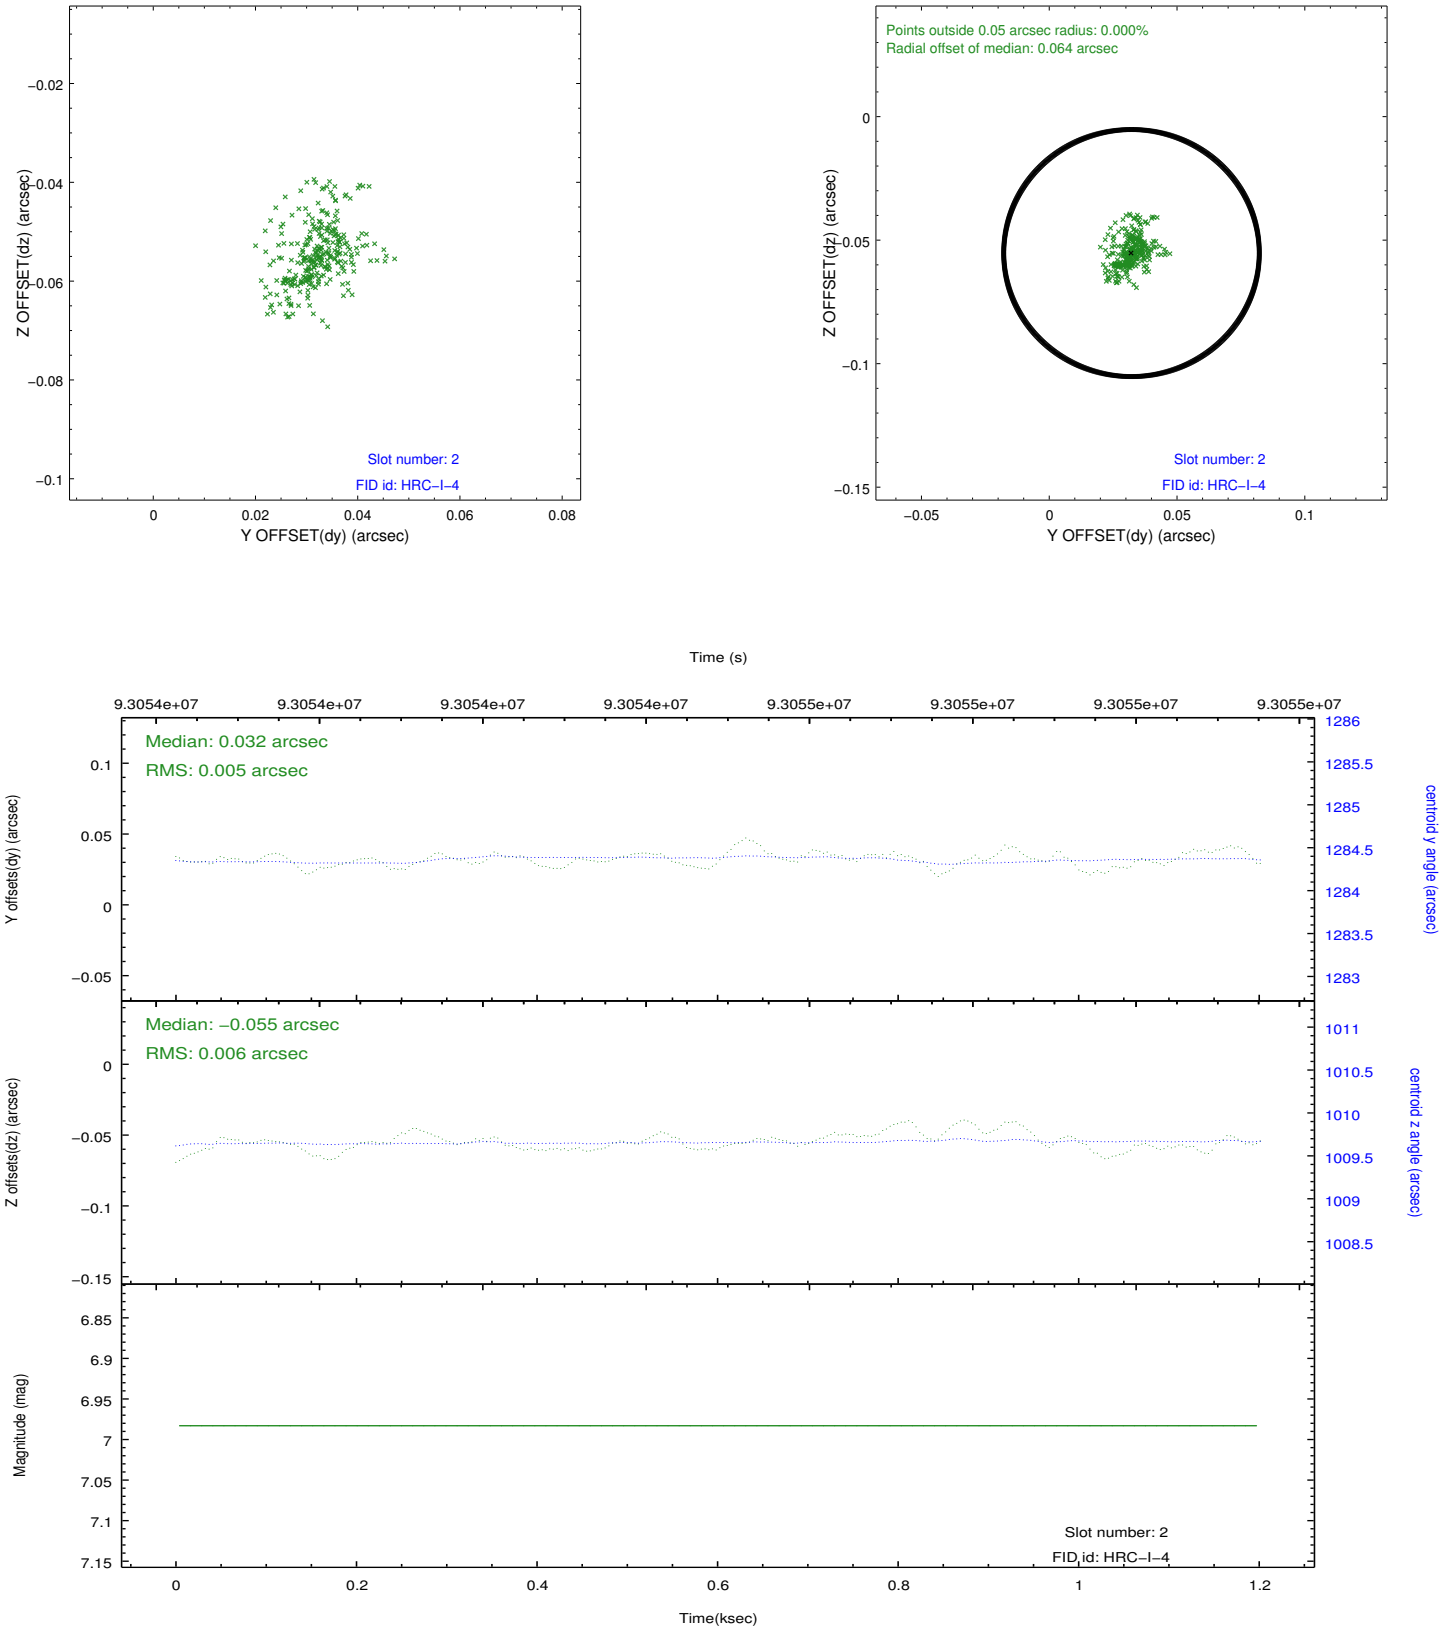 −0.02
−0.04
−0.06
−0.08
−0.1
Z OFFSET(dz) (arcsec)
0
0.02
0.04
0.06
0.08
Y OFFSET(dy) (arcsec)
Slot number: 2
FID id: HRC−I−4
Points outside 0.05 arcsec radius: 0.000%
Radial offset of median: 0.064 arcsec
0
−0.05
−0.1
−0.15
Z OFFSET(dz) (arcsec)
−0.05
0
0.05
0.1
Y OFFSET(dy) (arcsec)
Slot number: 2
FID id: HRC−I−4
Time (s)
9.3054e+07 9.3054e+07 9.3054e+07 9.3054e+07 9.3055e+07 9.3055e+07 9.3055e+07 9.3055e+07
Median: 0.032 arcsec
RMS: 0.005 arcsec
0.1
0.05
0
−0.05
Y offsets(dy) (arcsec)
1286
1285.5
1285
1284.5
1284
1283.5
1283
centroid y angle (arcsec)
Median: −0.055 arcsec
RMS: 0.006 arcsec
0
−0.05
−0.1
−0.15
Z offsets(dz) (arcsec)
1011
1010.5
1010
1009.5
1009
1008.5
centroid z angle (arcsec)
6.85
6.9
6.95
7
7.05
7.1
7.15
Magnitude (mag)
Slot number: 2
FID id: HRC−I−4
0 0.2 0.4 0.6 0.8 1 1.2
Time(ksec)